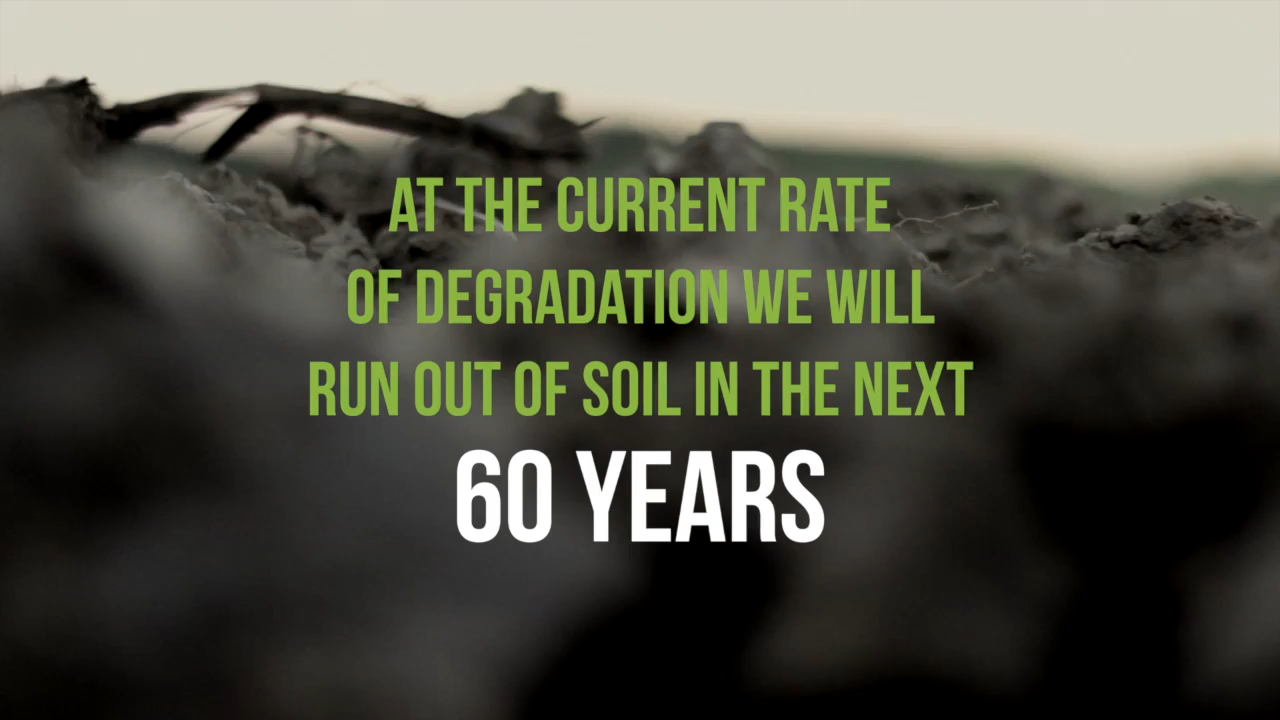 AT THE CURRENT RATE
OF DEGRADATION WE WILL
RUN OUT OF SOIL IN THE NEXT
60 YEARS